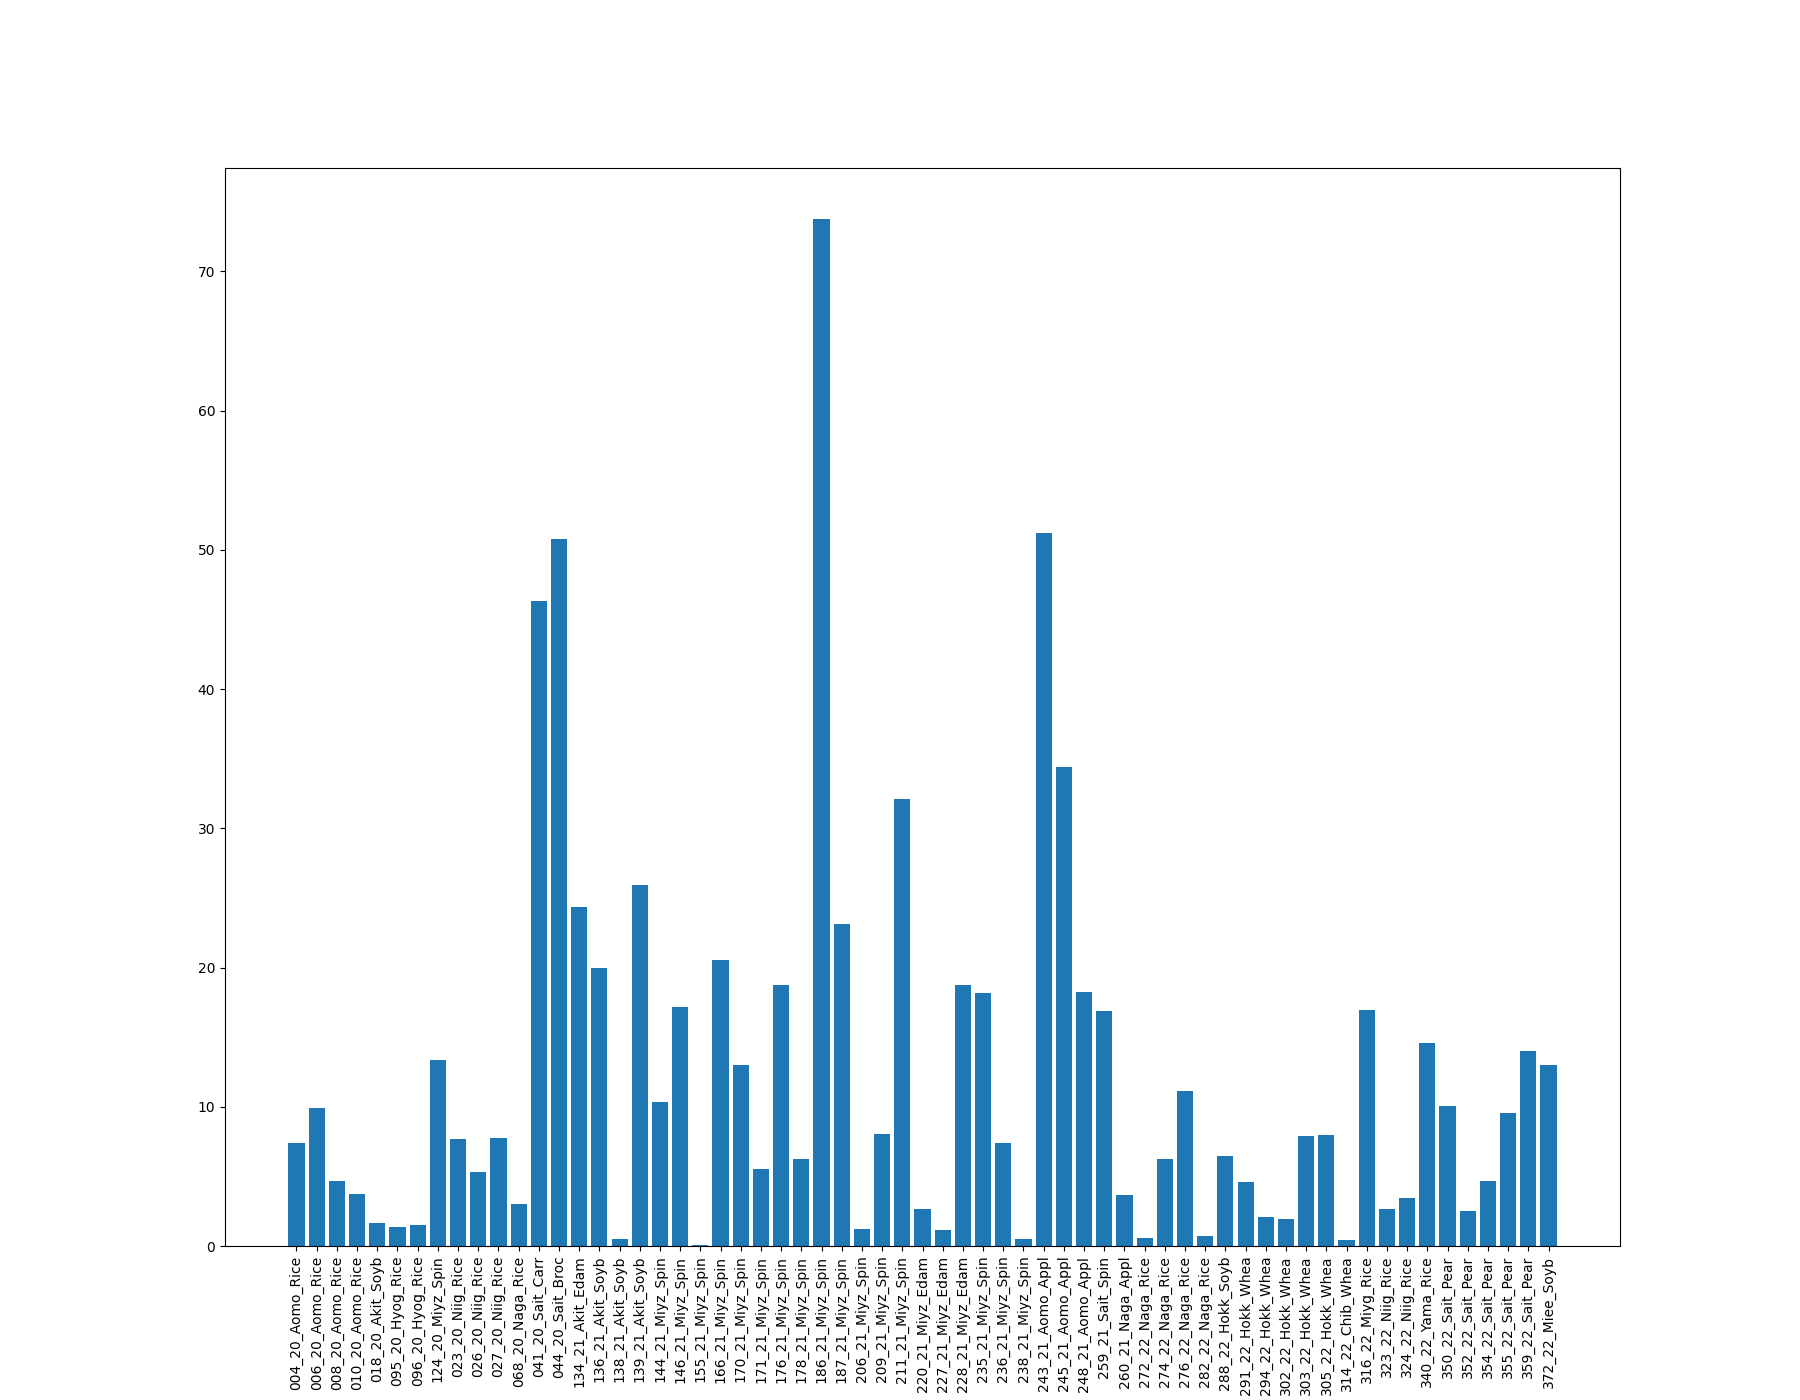 70
60
50
40
30
20
10
0
004_20_Aomo_Rice
006_20_Aomo_Rice
008_20_Aomo_Rice
010_20_Aomo_Rice
018_20_Akit_Soyb
095_20_Hyog_Rice
096_20_Hyog_Rice
124_20_Miyz_Spin
023_20_Niig_Rice
026_20_Niig_Rice
027_20_Niig_Rice
068_20_Naga_Rice
041_20_Sait_Carr
044_20_Sait_Broc
134_21_Akit_Edam
136_21_Akit_Soyb
138_21_Akit_Soyb
139_21_Akit_Soyb
144_21_Miyz_Spin
146_21_Miyz_Spin
155_21_Miyz_Spin
166_21_Miyz_Spin
170_21_Miyz_Spin
171_21_Miyz_Spin
176_21_Miyz_Spin
178_21_Miyz_Spin
186_21_Miyz_Spin
187_21_Miyz_Spin
206_21_Miyz_Spin
209_21_Miyz_Spin
211_21_Miyz_Spin
220_21_Miyz_Edam
227_21_Miyz_Edam
228_21_Miyz_Edam
235_21_Miyz_Spin
236_21_Miyz_Spin
238_21_Miyz_Spin
243_21_Aomo_Appl
245_21_Aomo_Appl
248_21_Aomo_Appl
259_21_Sait_Spin
260_21_Naga_Appl
272_22_Naga_Rice
274_22_Naga_Rice
276_22_Naga_Rice
282_22_Naga_Rice
288_22_Hokk_Soyb
291_22_Hokk_Whea
294_22_Hokk_Whea
302_22_Hokk_Whea
303_22_Hokk_Whea
305_22_Hokk_Whea
314_22_Chib_Whea
316_22_Miyg_Rice
323_22_Niig_Rice
324_22_Niig_Rice
340_22_Yama_Rice
350_22_Sait_Pear
352_22_Sait_Pear
354_22_Sait_Pear
355_22_Sait_Pear
359_22_Sait_Pear
372_22_Miee_Soyb